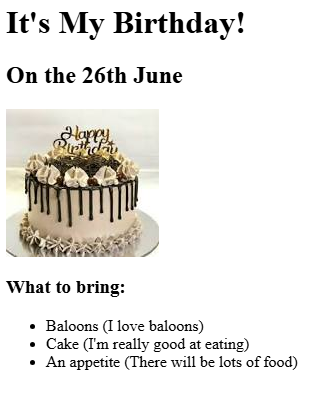 It's My Birthday!
On the 26th June
Happy
Birthday
What to bring:
Baloons (I love baloons)
Cake (I'm really good at eating)
An appetite (There will be lots of food)